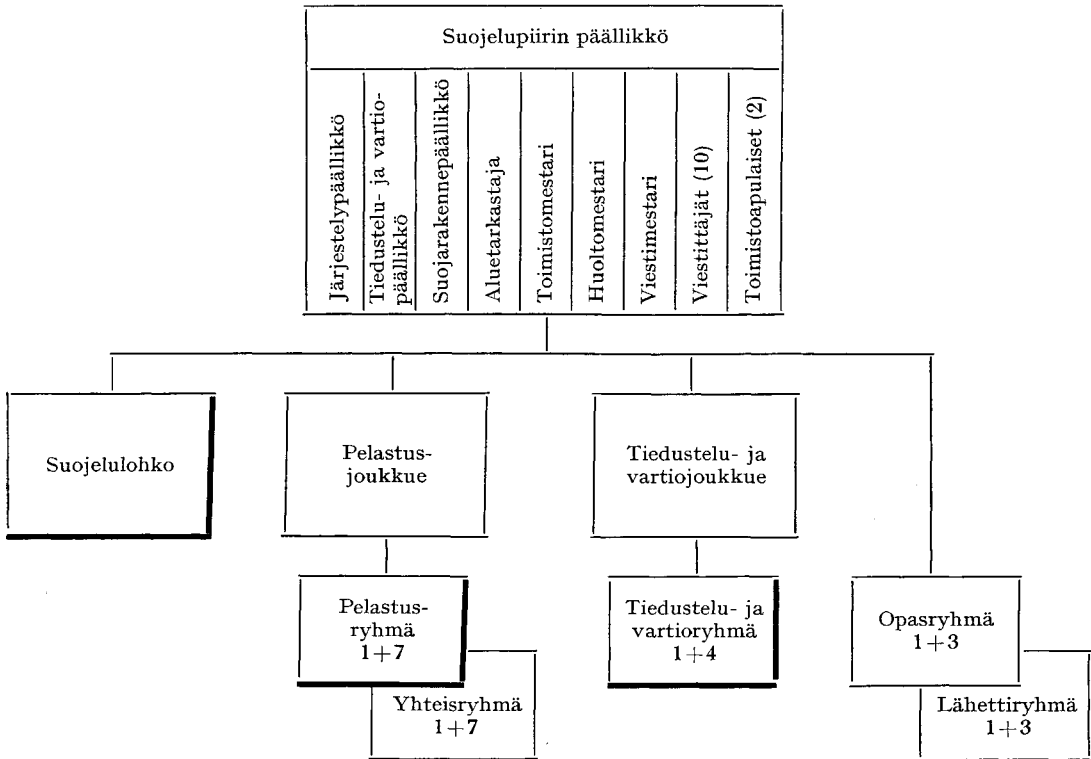 Suojelupiirin päällikkö
Järjestelypäällikkö
Tiedustelu- ja vartio-
päällikkö
Suojarakennepäällikkö
Aluetarkastaja
Toimistomestari
Huoltomestari
Viestimestari
Viestittäjät (10)
Toimistoapulaiset (2)
Suojelulohko
Pelastus-
joukkue
Tiedustelu- ja
vartiojoukkue
Pelastus-
ryhmä
1+7
Yhteisryhmä
1+7
Tiedustelu- ja
vartioryhmä
1+4
Opasryhmä
1+3
Lähettiryhmä
1+3